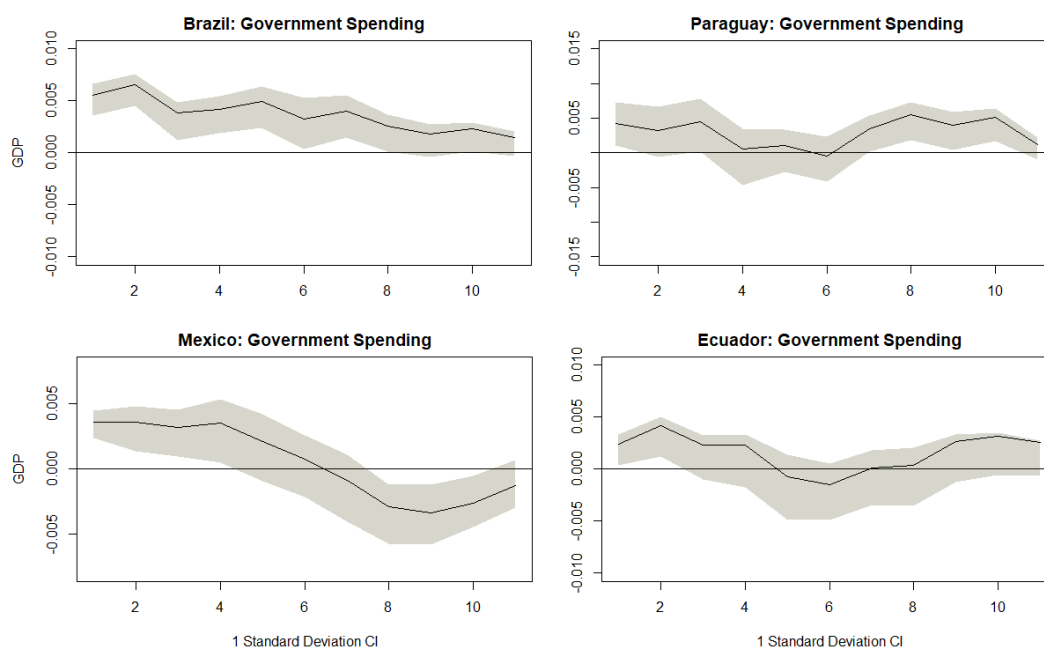 Brazil: Government Spending
GDP
0.010
0.005
0.000
-0.005
-0.010
2 4 6 8 10
Paraguay: Government Spending
0.015
0.005
-0.005
-0.015
2 4 6 8 10
Mexico: Government Spending
GDP
0.005
0.000
-0.005
2 4 6 8 10
1 Standard Deviation CI
Ecuador: Government Spending
0.010
0.005
0.000
-0.005
-0.010
2 4 6 8 10
1 Standard Deviation CI